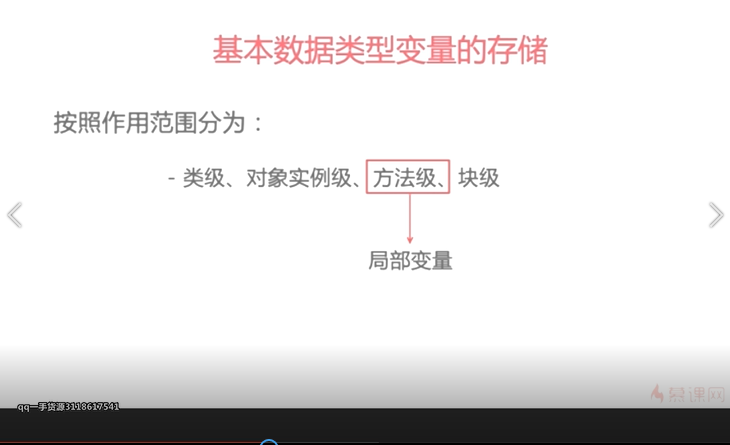 基本数据类型变量的存储
按照作用范围分为：
- 类级、对象实例级、方法级、块级
局部变量
慕课网
qq一手货源3118617541